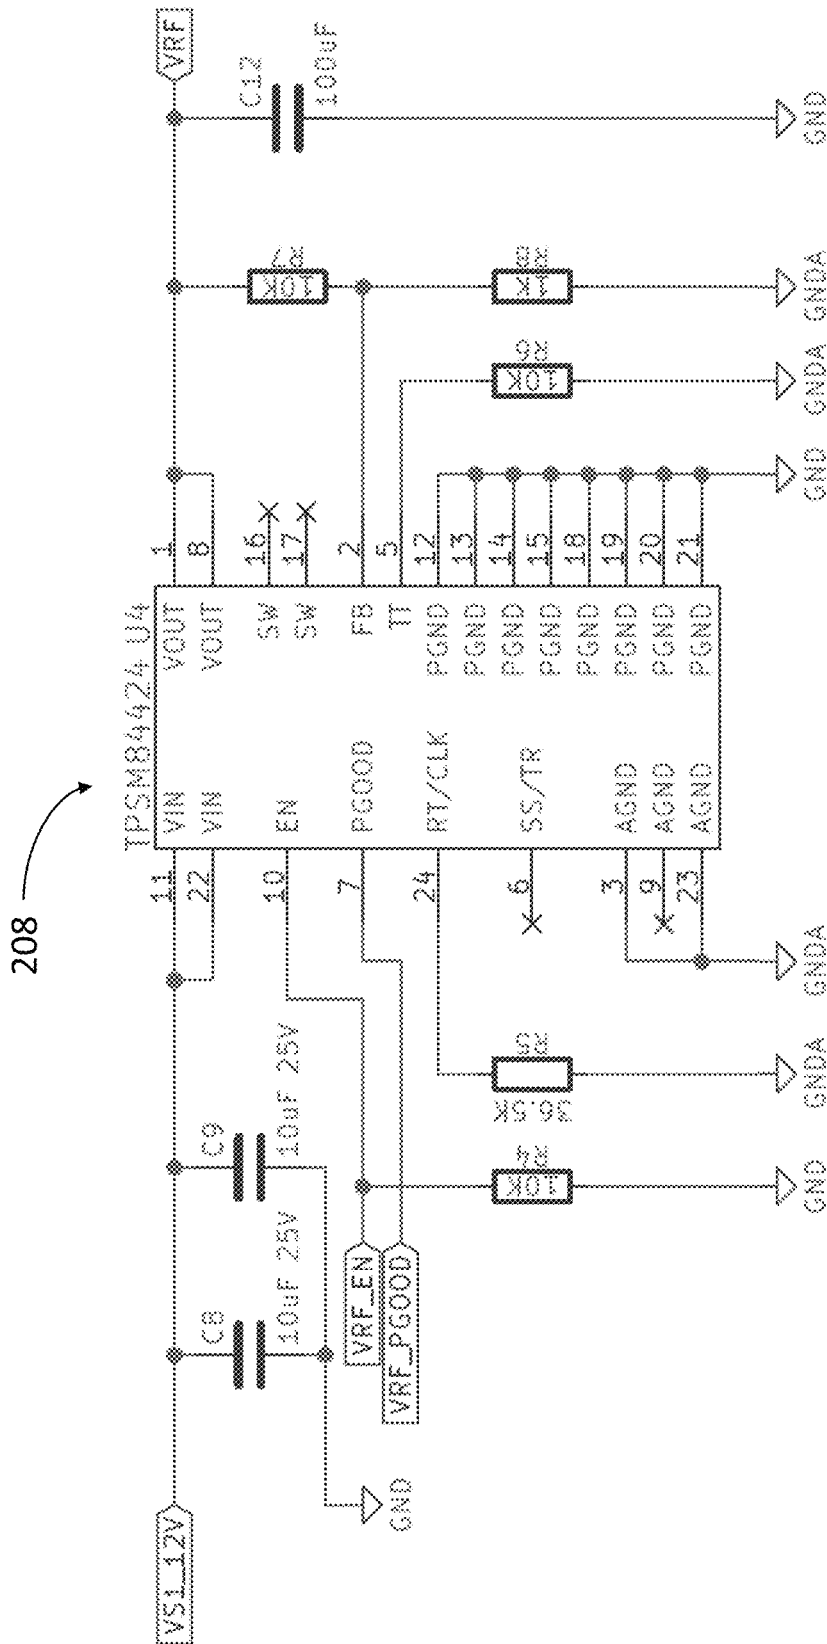 208
TPSM84424 U4
VS1_12V
C8
10uF 25V
C9
10uF 25V
GND
VRF_EN
VRF_PGOOD
R4
10K
GND
R5
36.5K
GNDA
GNDA
11
22
10
7
24
6
3
9
23
VIN
VIN
EN
PGOOD
RT/CLK
SS/TR
AGND
AGND
AGND
VOUT
VOUT
SW
SW
FB
TT
PGND
PGND
PGND
PGND
PGND
PGND
PGND
PGND
1
8
16
17
2
5
12
13
14
15
18
19
20
21
GND
R6
10K
GNDA
R7
10K
R8
1K
GNDA
C12
100uF
GND
VRF